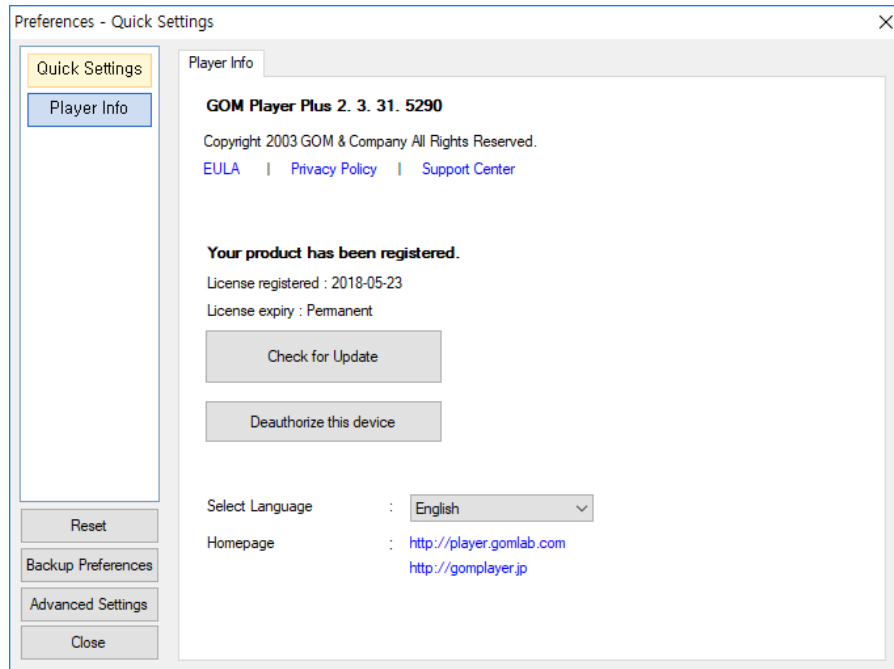 Preferences - Quick Settings
Quick Settings
Player Info
Reset
Backup Preferences
Advanced Settings
Close
Player Info
GOM Player Plus 2. 3. 31. 5290
Copyright 2003 GOM & Company All Rights Reserved.
EULA | Privacy Policy | Support Center
Your product has been registered.
License registered : 2018-05-23
License expiry : Permanent
Check for Update
Deauthorize this device
Select Language : English
Homepage : http://player.gomlab.com
http://gomplayer.jp